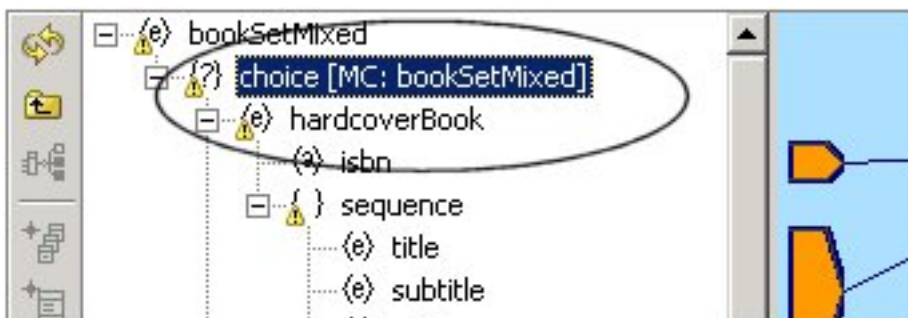 (e) bookSetMixed
{?} choice [MC: bookSetMixed]
(e) hardcoverBook
(a) isbn
{ } sequence
(e) title
(e) subtitle